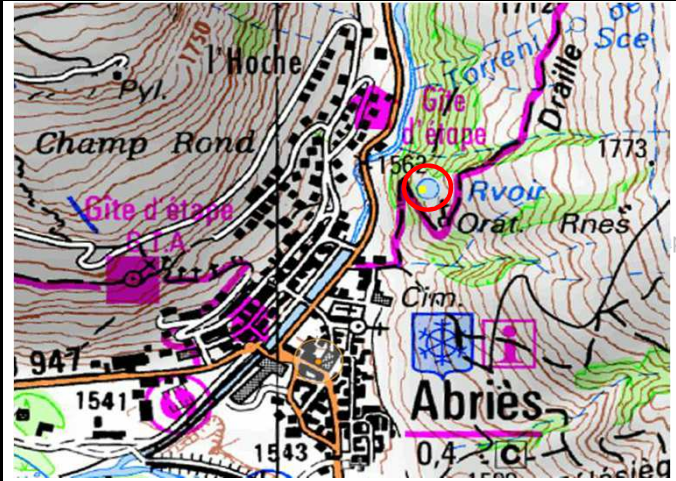 1712
de
Sce
1750
l'Hoche
Torrent
Draille
Pyl.
Gîte
d'étape
Champ Rond
1562
1773
Rvoir
Gîte d'étape
G.T.A.
Orat.
Rnes
Cim.
947
1541
Abriès
1543
0,4
C